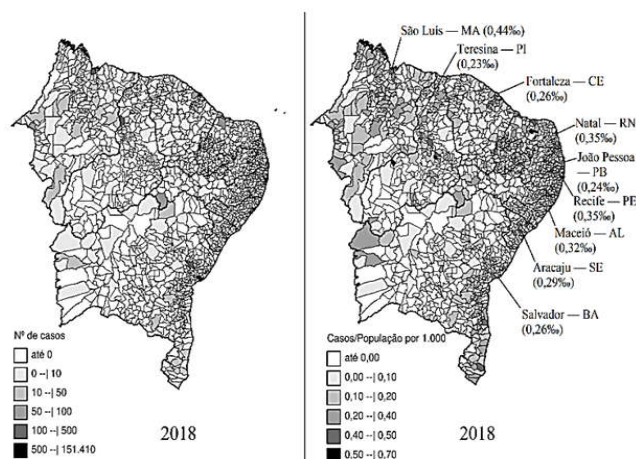 São Luís — MA (0,44‰)
Teresina — PI
(0,23‰)
Fortaleza — CE
(0,26‰)
Natal — RN
(0,35‰)
João Pessoa
— PB
(0,24‰)
Recife — PE
(0,35‰)
Maceió — AL
(0,32‰)
Aracaju — SE
(0,29‰)
Salvador — BA
(0,26‰)
Nº de casos
até 0
0 --| 10
10 --| 50
50 --| 100
100 --| 500
500 --| 151.410
2018
Casos/População por 1.000
até 0,00
0,00 --| 0,10
0,10 --| 0,20
0,20 --| 0,40
0,40 --| 0,50
0,50 --| 0,70
2018